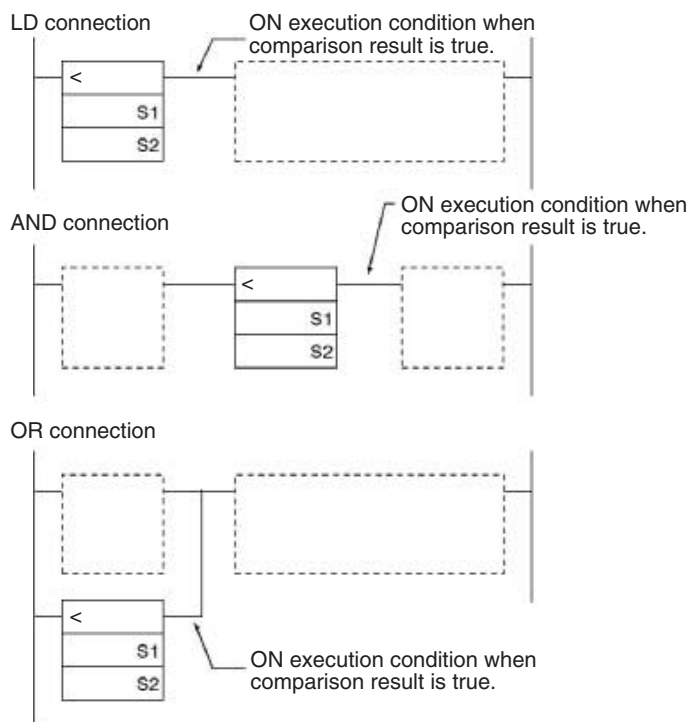 LD connection
ON execution condition when
comparison result is true.
<
S1
S2
AND connection
ON execution condition when
comparison result is true.
<
S1
S2
OR connection
<
S1
S2
ON execution condition when
comparison result is true.